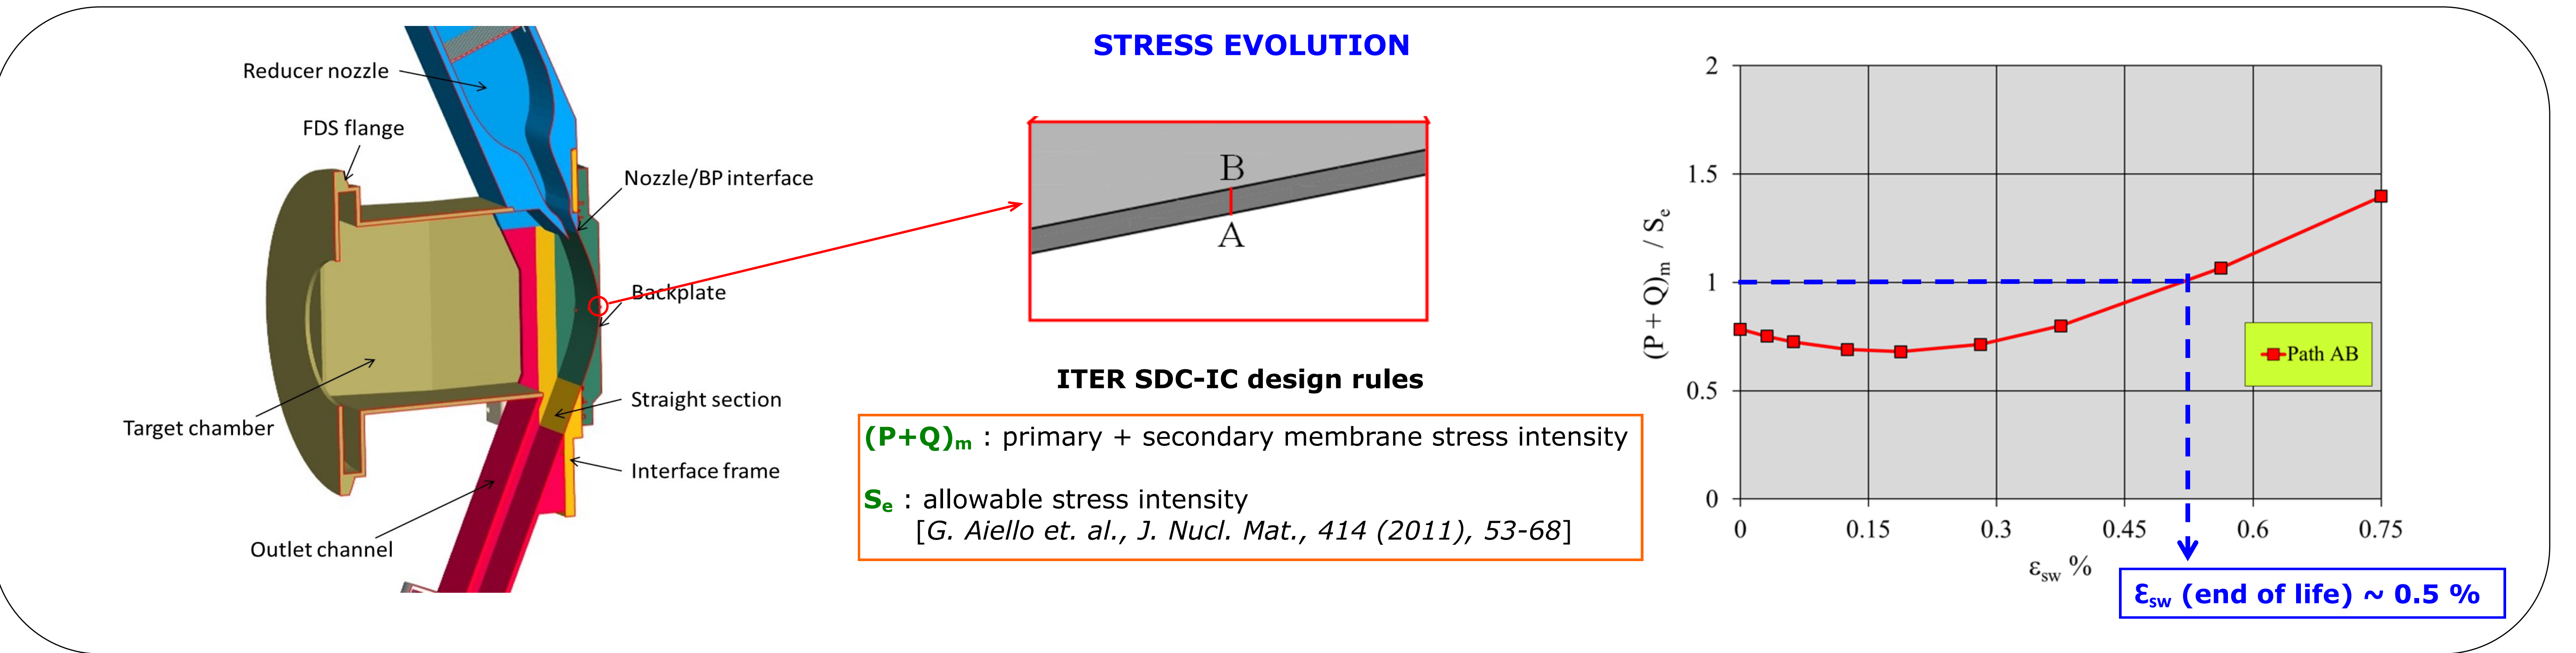 STRESS EVOLUTION
Reducer nozzle
FDS flange
Nozzle/BP interface
Backplate
Target chamber
Straight section
Interface frame
Outlet channel
B
A
ITER SDC-IC design rules
(P+Q)m : primary + secondary membrane stress intensity
Se : allowable stress intensity
[G. Aiello et. al., J. Nucl. Mat., 414 (2011), 53-68]
(P + Q)m / Se
2
1.5
1
0.5
0
0 0.15 0.3 0.45 0.6 0.75
εsw %
Path AB
Ɛsw (end of life) ~ 0.5 %